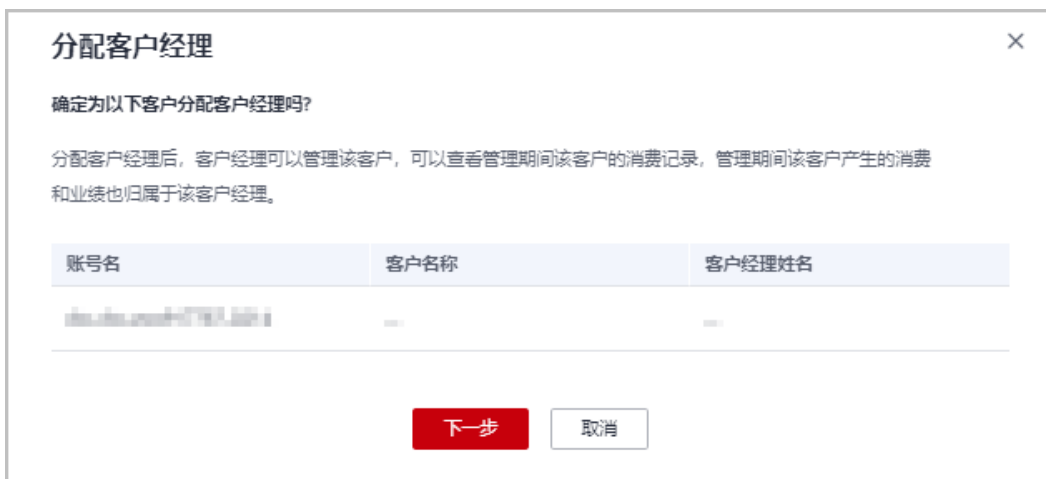 分配客户经理
确定为以下客户分配客户经理吗?
分配客户经理后，客户经理可以管理该客户，可以查看管理期间该客户的消费记录，管理期间该客户产生的消费
和业绩也归属于该客户经理。
账号名 客户名称 客户经理姓名
下一步 取消